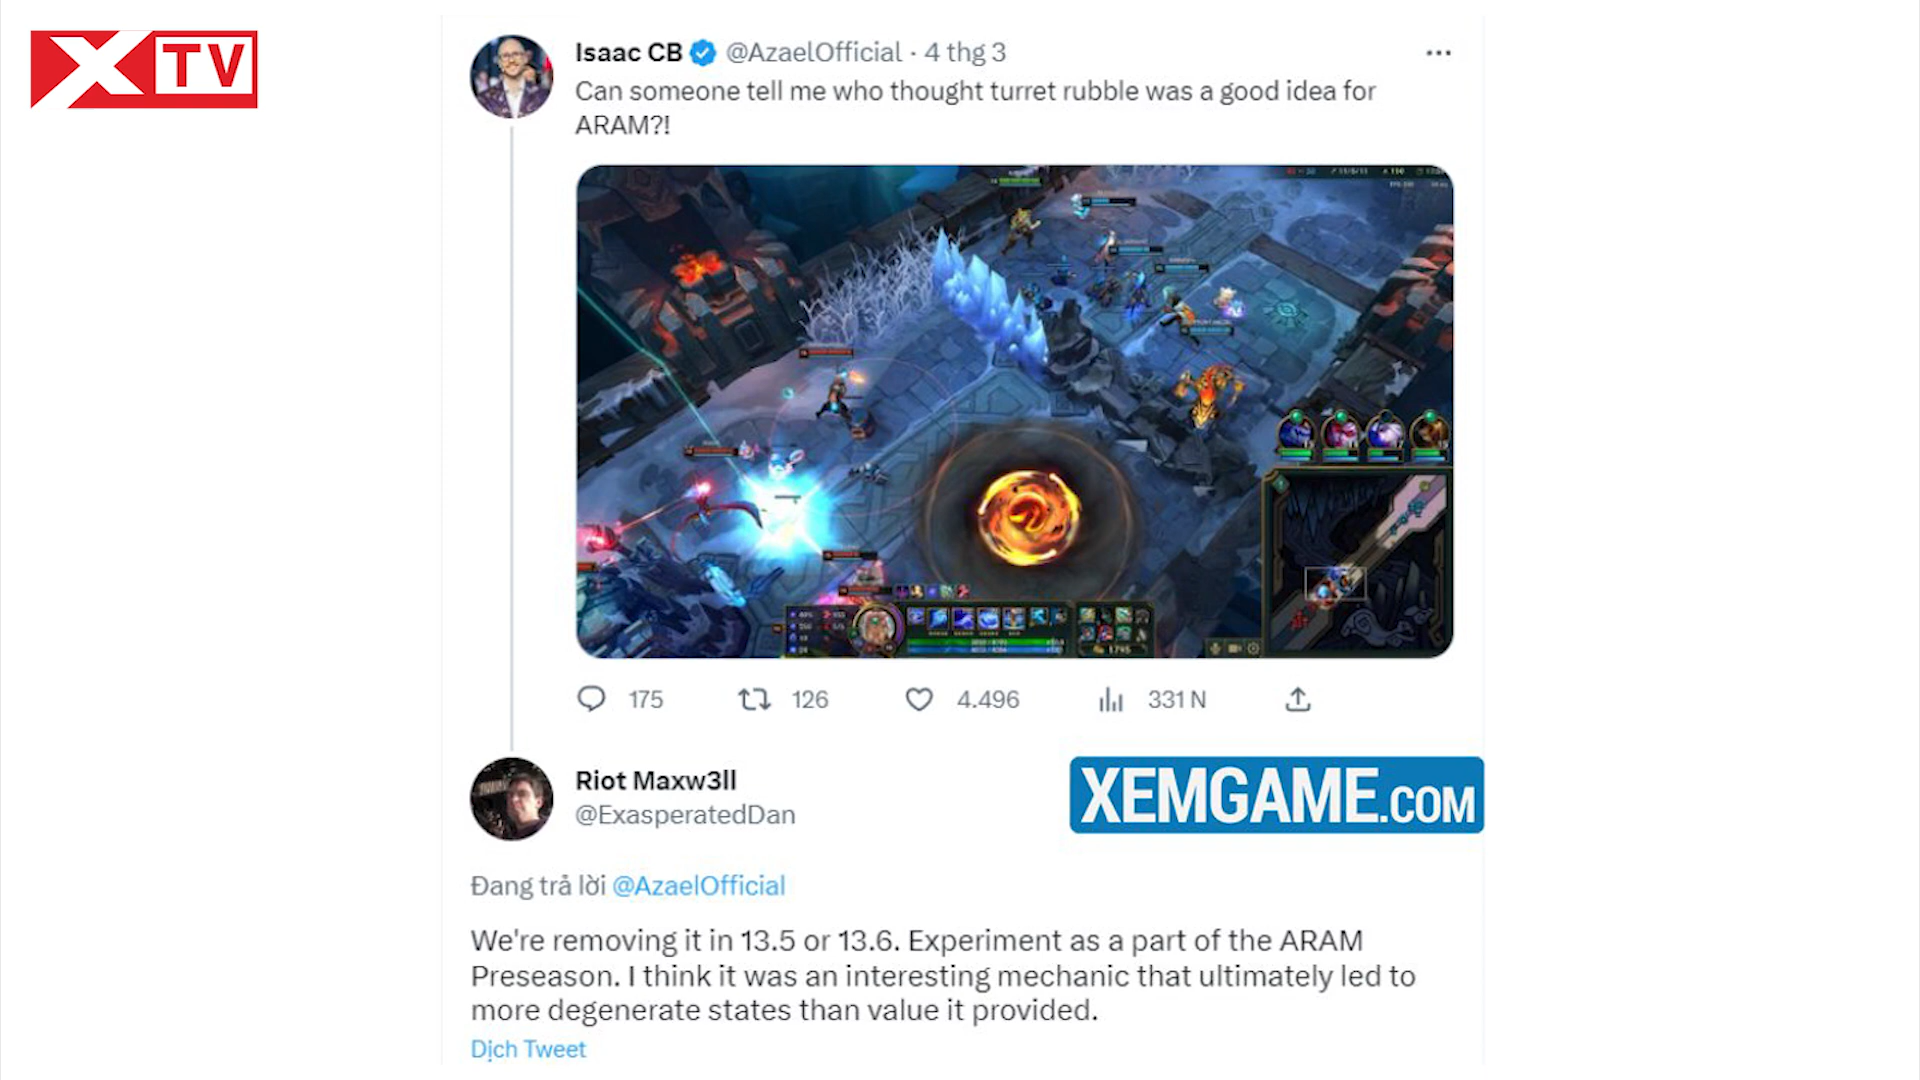 XTV
Isaac CB @AzaelOfficial · 4 thg 3
Can someone tell me who thought turret rubble was a good idea for
ARAM?!
1795
175 126 4.496 331 N
Riot Maxw3ll
@ExasperatedDan
XEMGAME.COM
Đang trả lời @AzaelOfficial
We're removing it in 13.5 or 13.6. Experiment as a part of the ARAM
Preseason. I think it was an interesting mechanic that ultimately led to
more degenerate states than value it provided.
Dịch Tweet